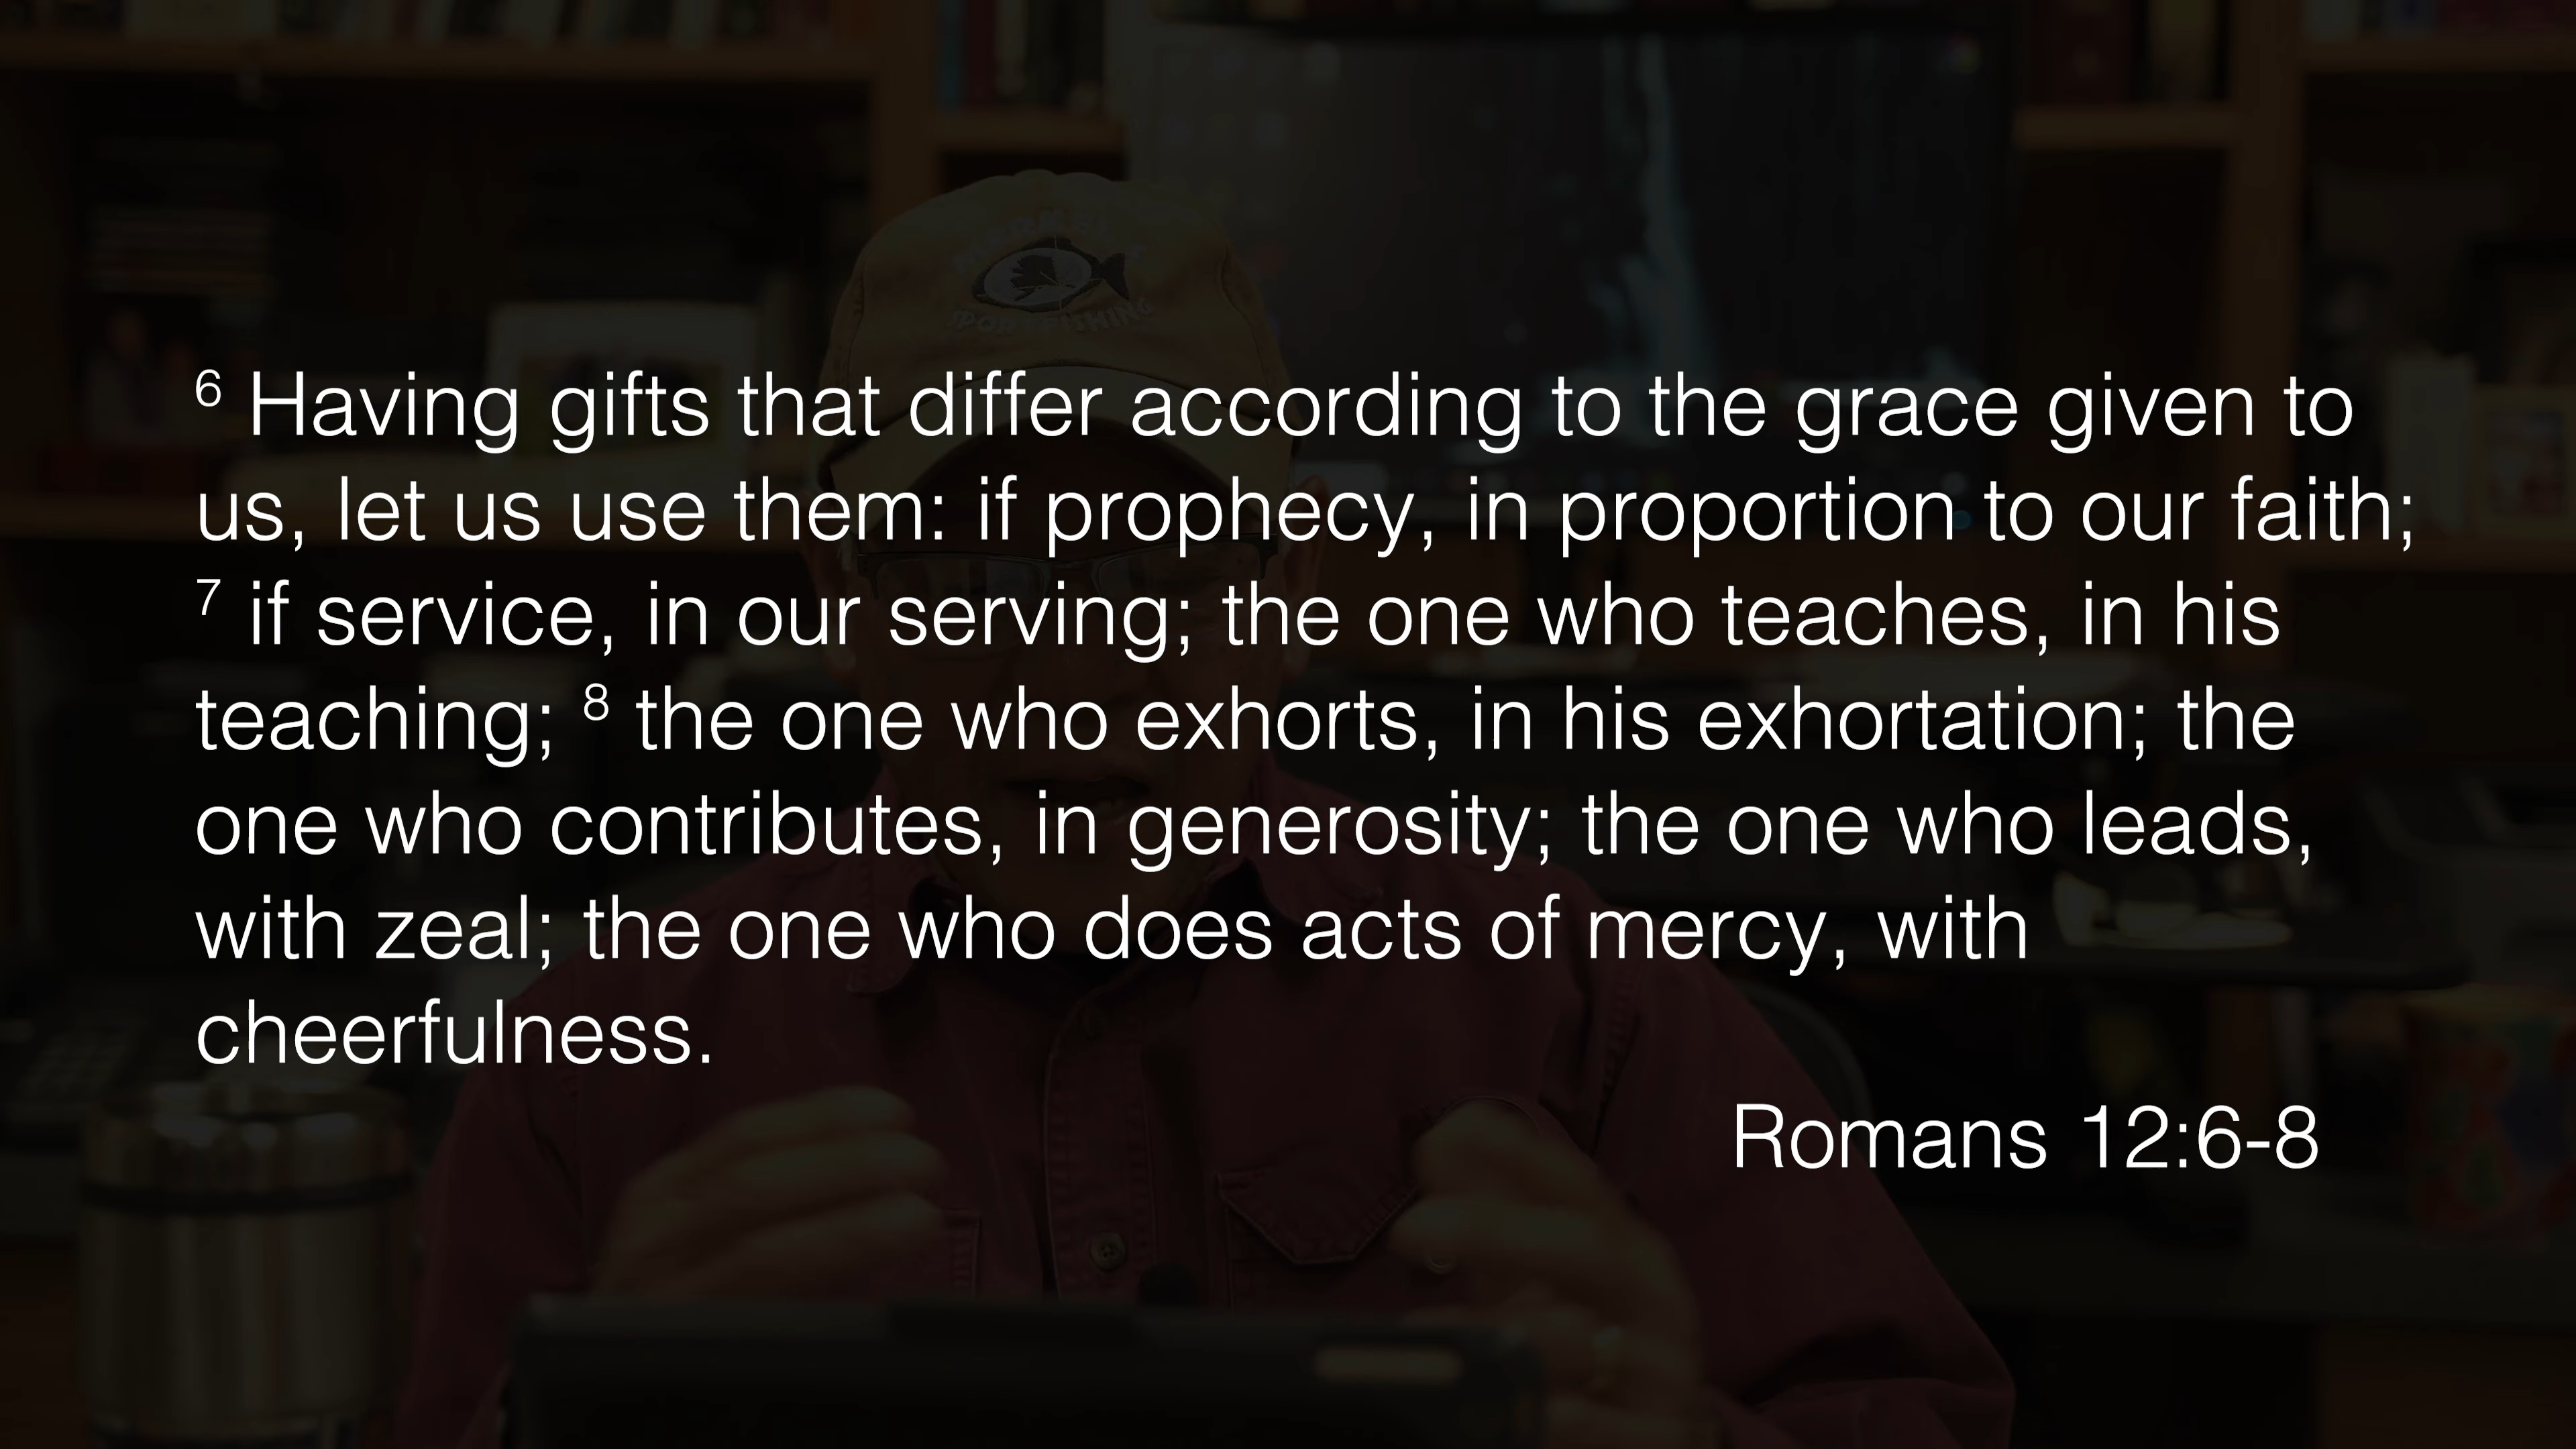 SPORTFISHING
⁶ Having gifts that differ according to the grace given to
us, let us use them: if prophecy, in proportion to our faith;
⁷ if service, in our serving; the one who teaches, in his
teaching; ⁸ the one who exhorts, in his exhortation; the
one who contributes, in generosity; the one who leads,
with zeal; the one who does acts of mercy, with
cheerfulness.
Romans 12:6-8